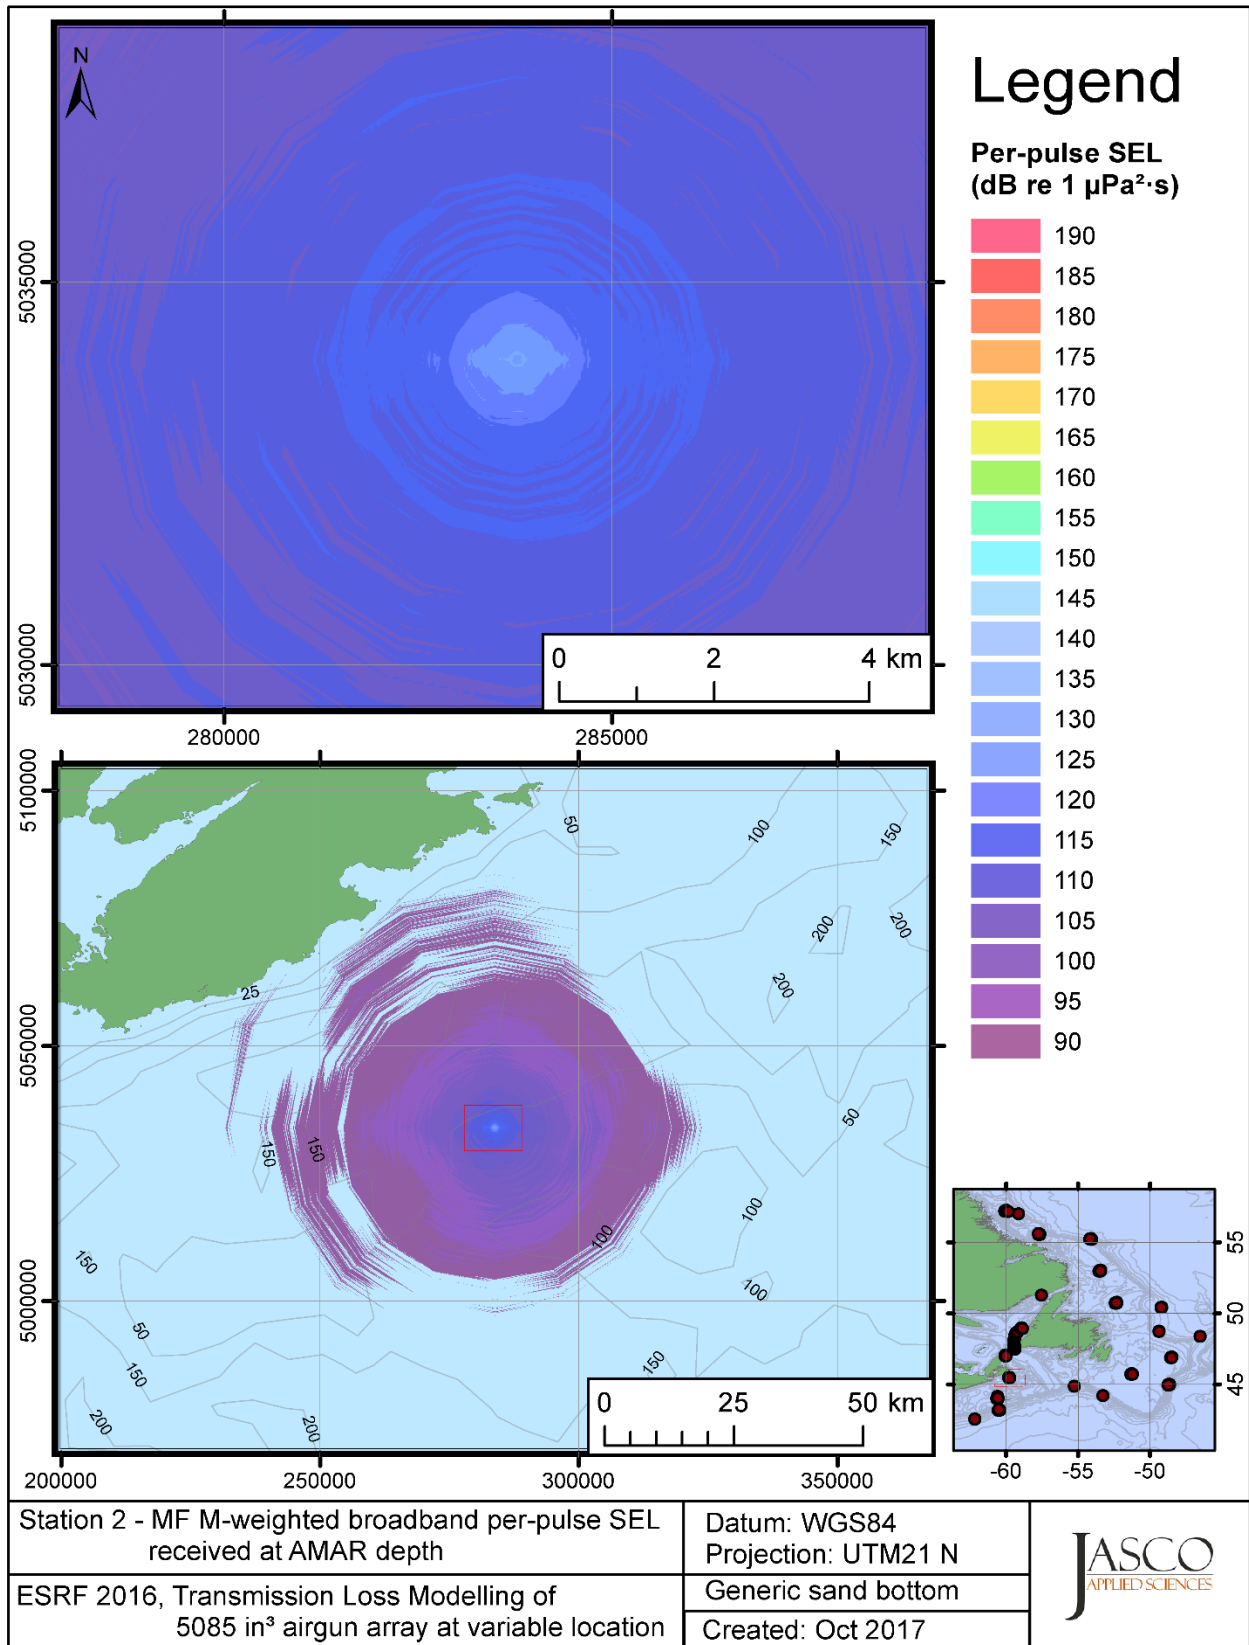 N
5035000
5030000
0 2 4 km
280000 285000
Legend
Per-pulse SEL
(dB re 1 µPa²·s)
190
185
180
175
170
165
160
155
150
145
140
135
130
125
120
115
110
105
100
95
90
5100000
5050000
5000000
50
100
150
200
200
200
25
150
150
50
100
100
100
150
150
50
150
200
200
0 25 50 km
200000 250000 300000 350000
55
50
45
-60 -55 -50
Station 2 - MF M-weighted broadband per-pulse SEL
received at AMAR depth
ESRF 2016, Transmission Loss Modelling of
5085 in³ airgun array at variable location
Datum: WGS84
Projection: UTM21 N
Generic sand bottom
Created: Oct 2017
JASCO
APPLIED SCIENCES